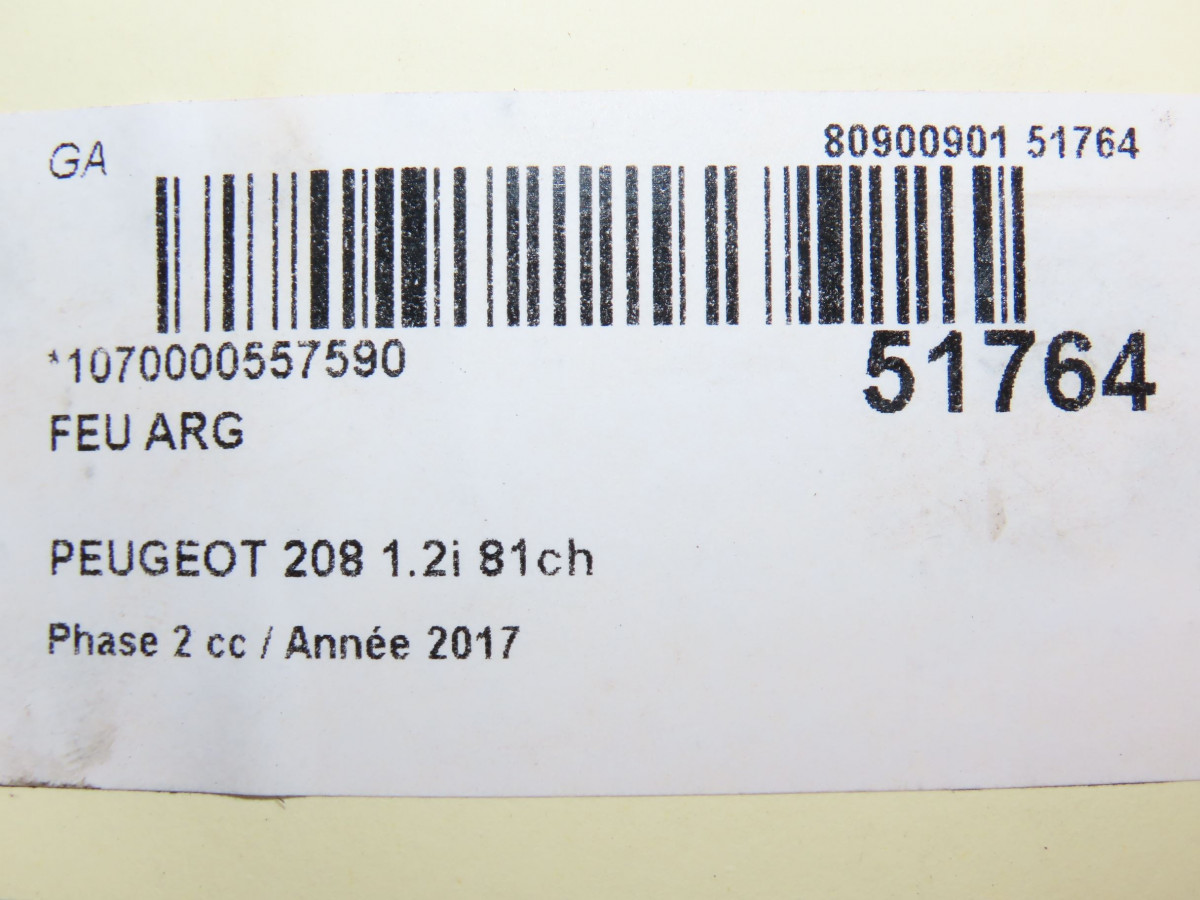 GA
80900901 51764
*1070000557590
51764
FEU ARG
PEUGEOT 208 1.2i 81ch
Phase 2 cc / Année 2017